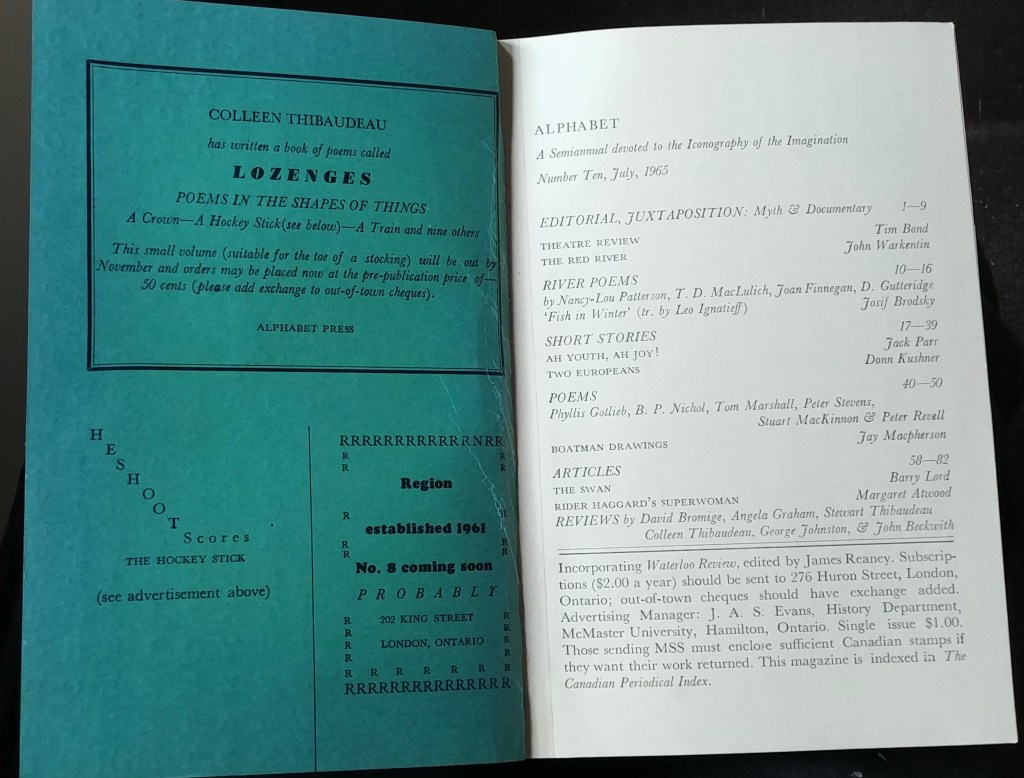 COLLEEN THIBAUDEAU
has written a book of poems called
LOZENGES
POEMS IN THE SHAPES OF THINGS
A Crown—A Hockey Stick(see below)—A Train and nine others
This small volume (suitable for the toe of a stocking) will be out by
November and orders may be placed now at the pre-publication price of—
50 cents (please add exchange to out-of-town cheques).
ALPHABET PRESS
H
E
S
H
O
O
T
Scores
THE HOCKEY STICK
(see advertisement above)
RRRRRRRRRRRRNRR
R R
R
Region
R R
established 1961
R
R
No. 8 coming soon
PROBABLY
R 202 KING STREET R
R R
R LONDON, ONTARIO R
R R
R R R R R R R
RRRRRRRRRRRRRR
ALPHABET
A Semiannual devoted to the Iconography of the Imagination
Number Ten, July, 1965
EDITORIAL, JUXTAPOSITION: Myth & Documentary 1—9
THEATRE REVIEW Tim Bond
THE RED RIVER John Warkentin
RIVER POEMS 10—16
by Nancy-Lou Patterson, T. D. MacLulich, Joan Finnegan, D. Gutteridge
'Fish in Winter' (tr. by Leo Ignatieff) Josif Brodsky
SHORT STORIES 17—39
AH YOUTH, AH JOY! Jack Parr
TWO EUROPEANS Donn Kushner
POEMS 40—50
Phyllis Gotlieb, B. P. Nichol, Tom Marshall, Peter Stevens,
Stuart MacKinnon & Peter Revell
BOATMAN DRAWINGS Jay Macpherson
ARTICLES 58—82
THE SWAN Barry Lord
RIDER HAGGARD'S SUPERWOMAN Margaret Atwood
REVIEWS by David Bromige, Angela Graham, Stewart Thibaudeau
Colleen Thibaudeau, George Johnston, & John Beckwith
Incorporating Waterloo Review, edited by James Reaney. Subscrip-
tions ($2.00 a year) should be sent to 276 Huron Street, London,
Ontario; out-of-town cheques should have exchange added.
Advertising Manager: J. A. S. Evans, History Department,
McMaster University, Hamilton, Ontario. Single issue $1.00.
Those sending MSS must enclose sufficient Canadian stamps if
they want their work returned. This magazine is indexed in The
Canadian Periodical Index.